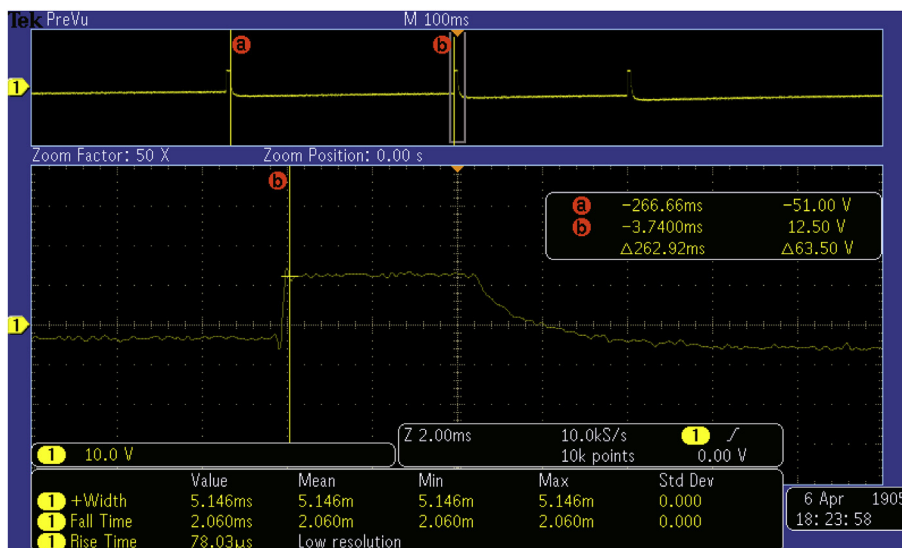 Tek PreVu M 100ms
a b
1
Zoom Factor: 50 X Zoom Position: 0.00 s
b
a -266.66ms -51.00 V
b -3.7400ms 12.50 V
△262.92ms △63.50 V
1
Z 2.00ms 10.0kS/s 1
1 10.0 V 10k points 0.00 V
Value Mean Min Max Std Dev
1 +Width 5.146ms 5.146m 5.146m 5.146m 0.000
1 Fall Time 2.060ms 2.060m 2.060m 2.060m 0.000
1 Rise Time 78.03µs Low resolution
6 Apr 1905
18:23:58